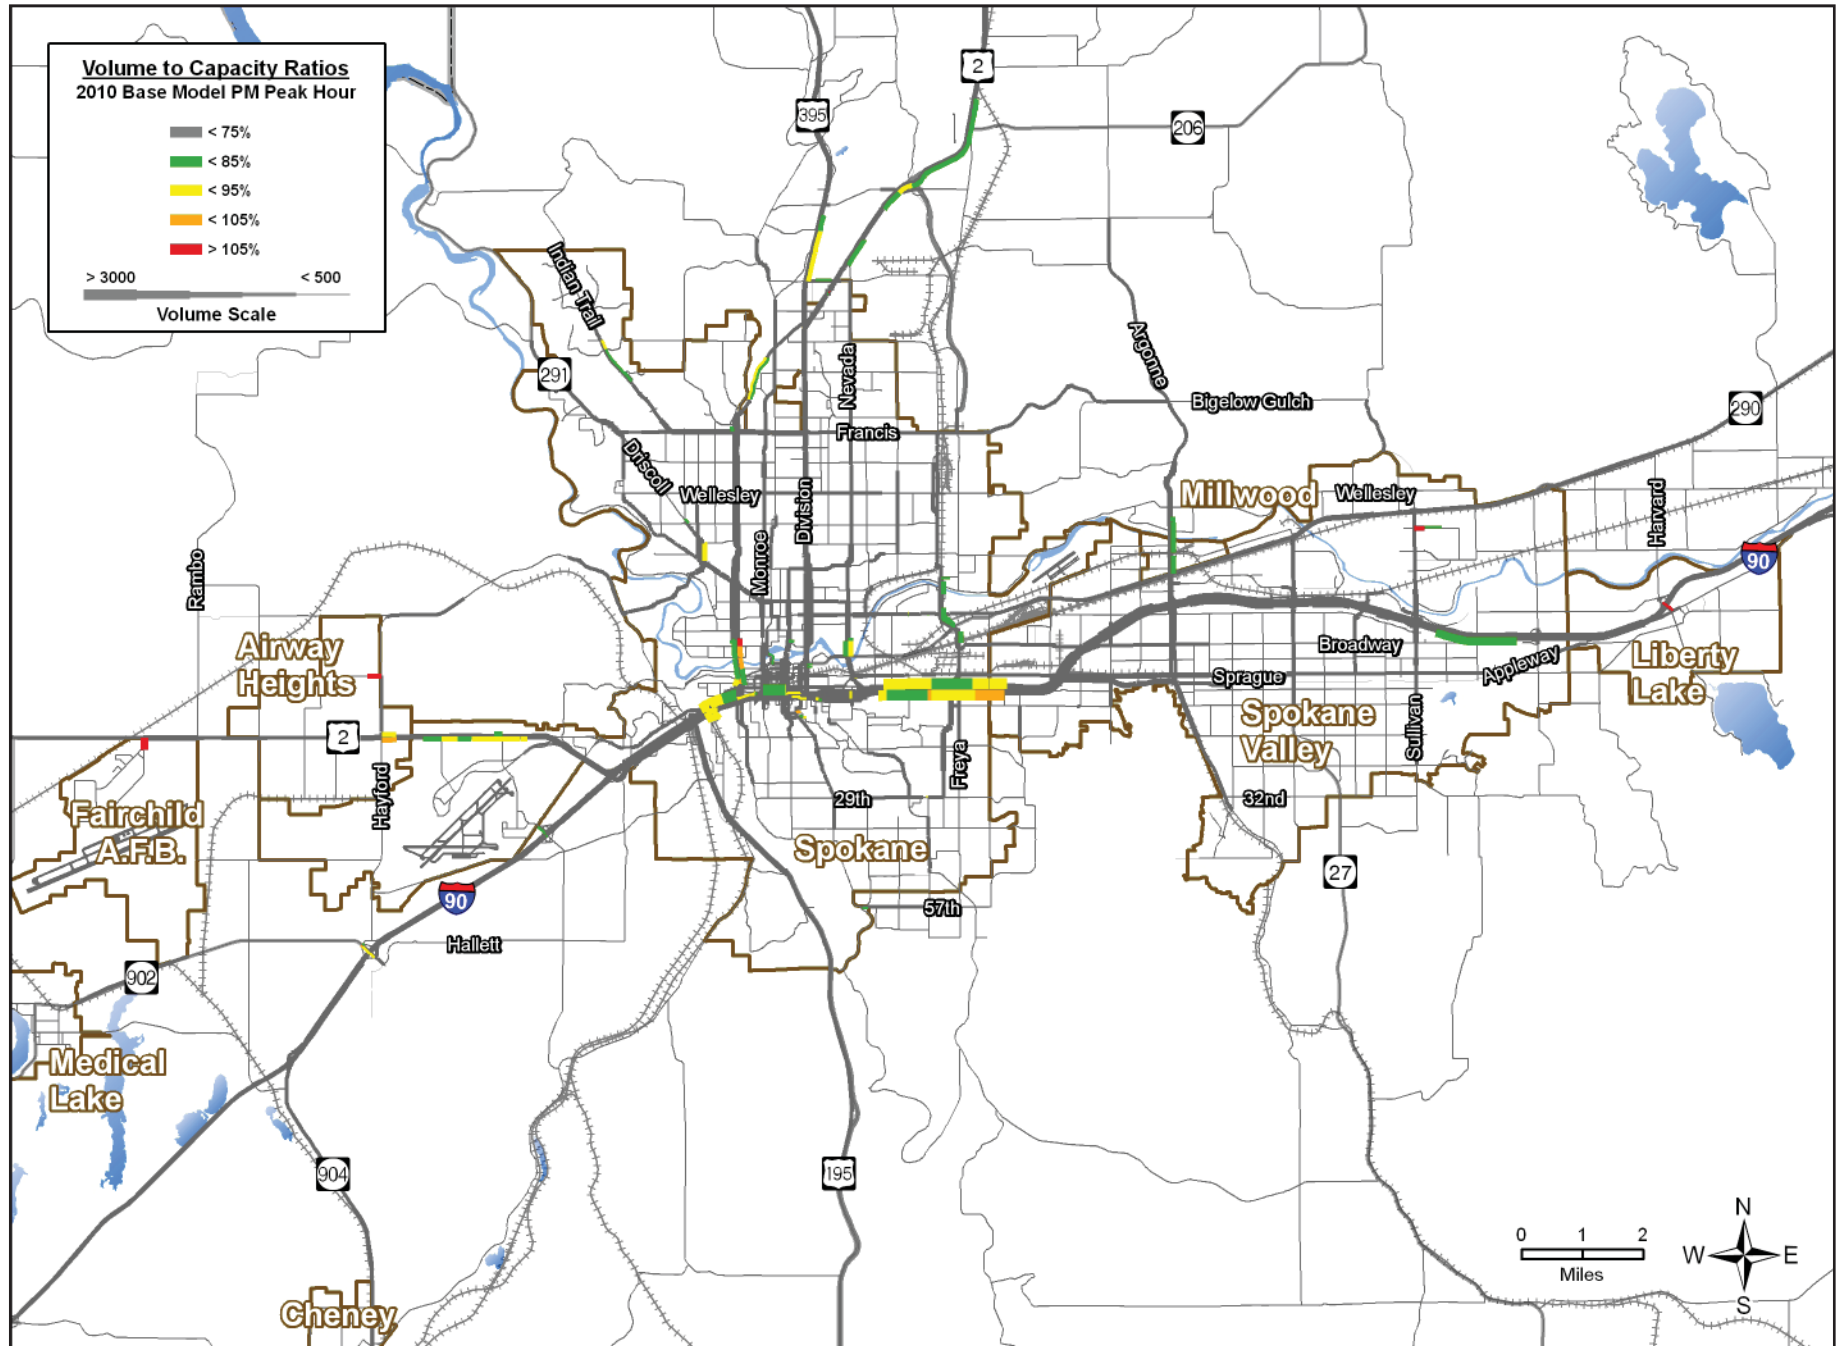 Volume to Capacity Ratios
2010 Base Model PM Peak Hour
< 75%
< 85%
< 95%
< 105%
> 105%
> 3000
< 500
Volume Scale
2
395
206
Indian Trail
291
Nevada
Argonne
Bigelow Gulch
290
Francis
Driscoll
Wellesley
Division
Millwood
Wellesley
Harvard
Monroe
Rambo
90
Airway
Heights
Broadway
Sprague
Appleway
Liberty
Lake
2
Spokane
Valley
Sullivan
Freya
Hayford
29th
32nd
Fairchild
A.F.B.
Spokane
27
90
57th
Hallett
902
Medical
Lake
904
195
Cheney
N
W
E
S
0
1
2
Miles